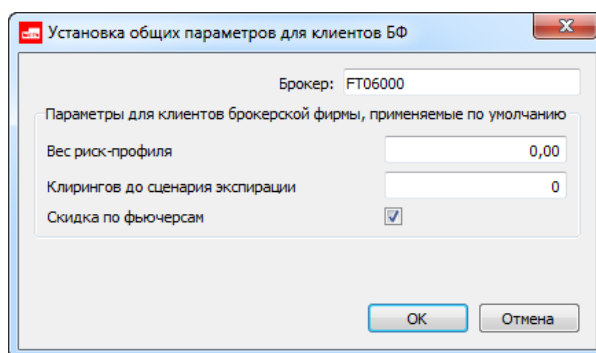 Установка общих параметров для клиентов БФ
Брокер: FT06000
Параметры для клиентов брокерской фирмы, применяемые по умолчанию
Вес риск-профиля 0,00
Клирингов до сценария экспирации 0
Скидка по фьючерсам
OK Отмена